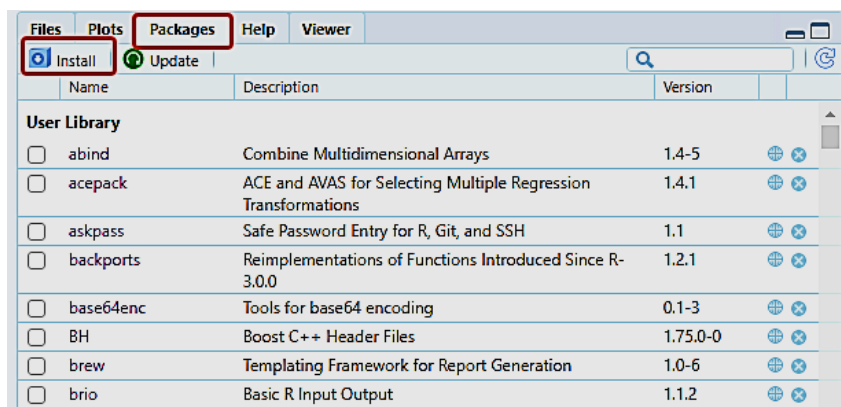 Files Plots Packages Help Viewer
Install Update
Name Description Version
User Library
abind Combine Multidimensional Arrays 1.4-5
acepack ACE and AVAS for Selecting Multiple Regression 1.4.1
Transformations
askpass Safe Password Entry for R, Git, and SSH 1.1
backports Reimplementations of Functions Introduced Since R- 1.2.1
3.0.0
base64enc Tools for base64 encoding 0.1-3
BH Boost C++ Header Files 1.75.0-0
brew Templating Framework for Report Generation 1.0-6
brio Basic R Input Output 1.1.2